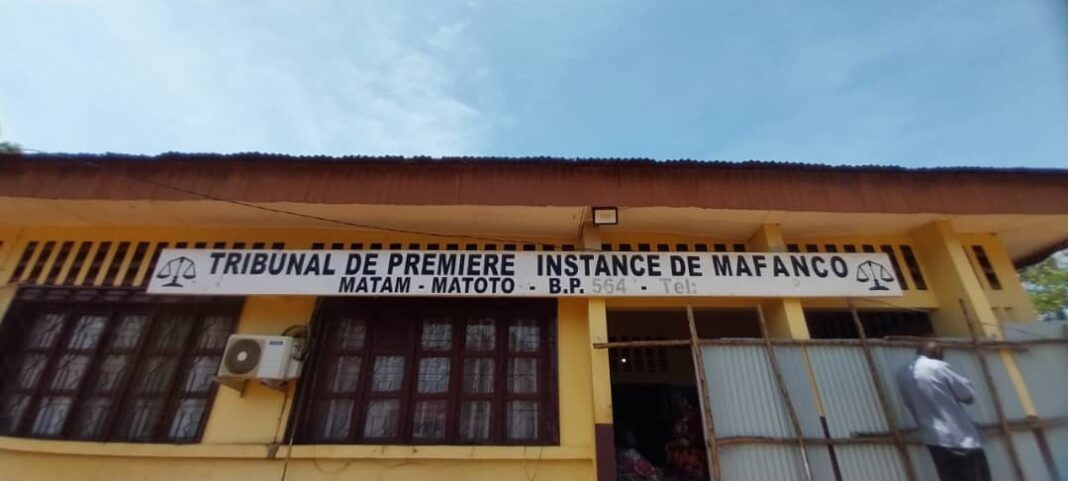 TRIBUNAL DE PREMIERE INSTANCE DE MAFANCO
MATAM - MATOTO - B.P. 564 - Tel: